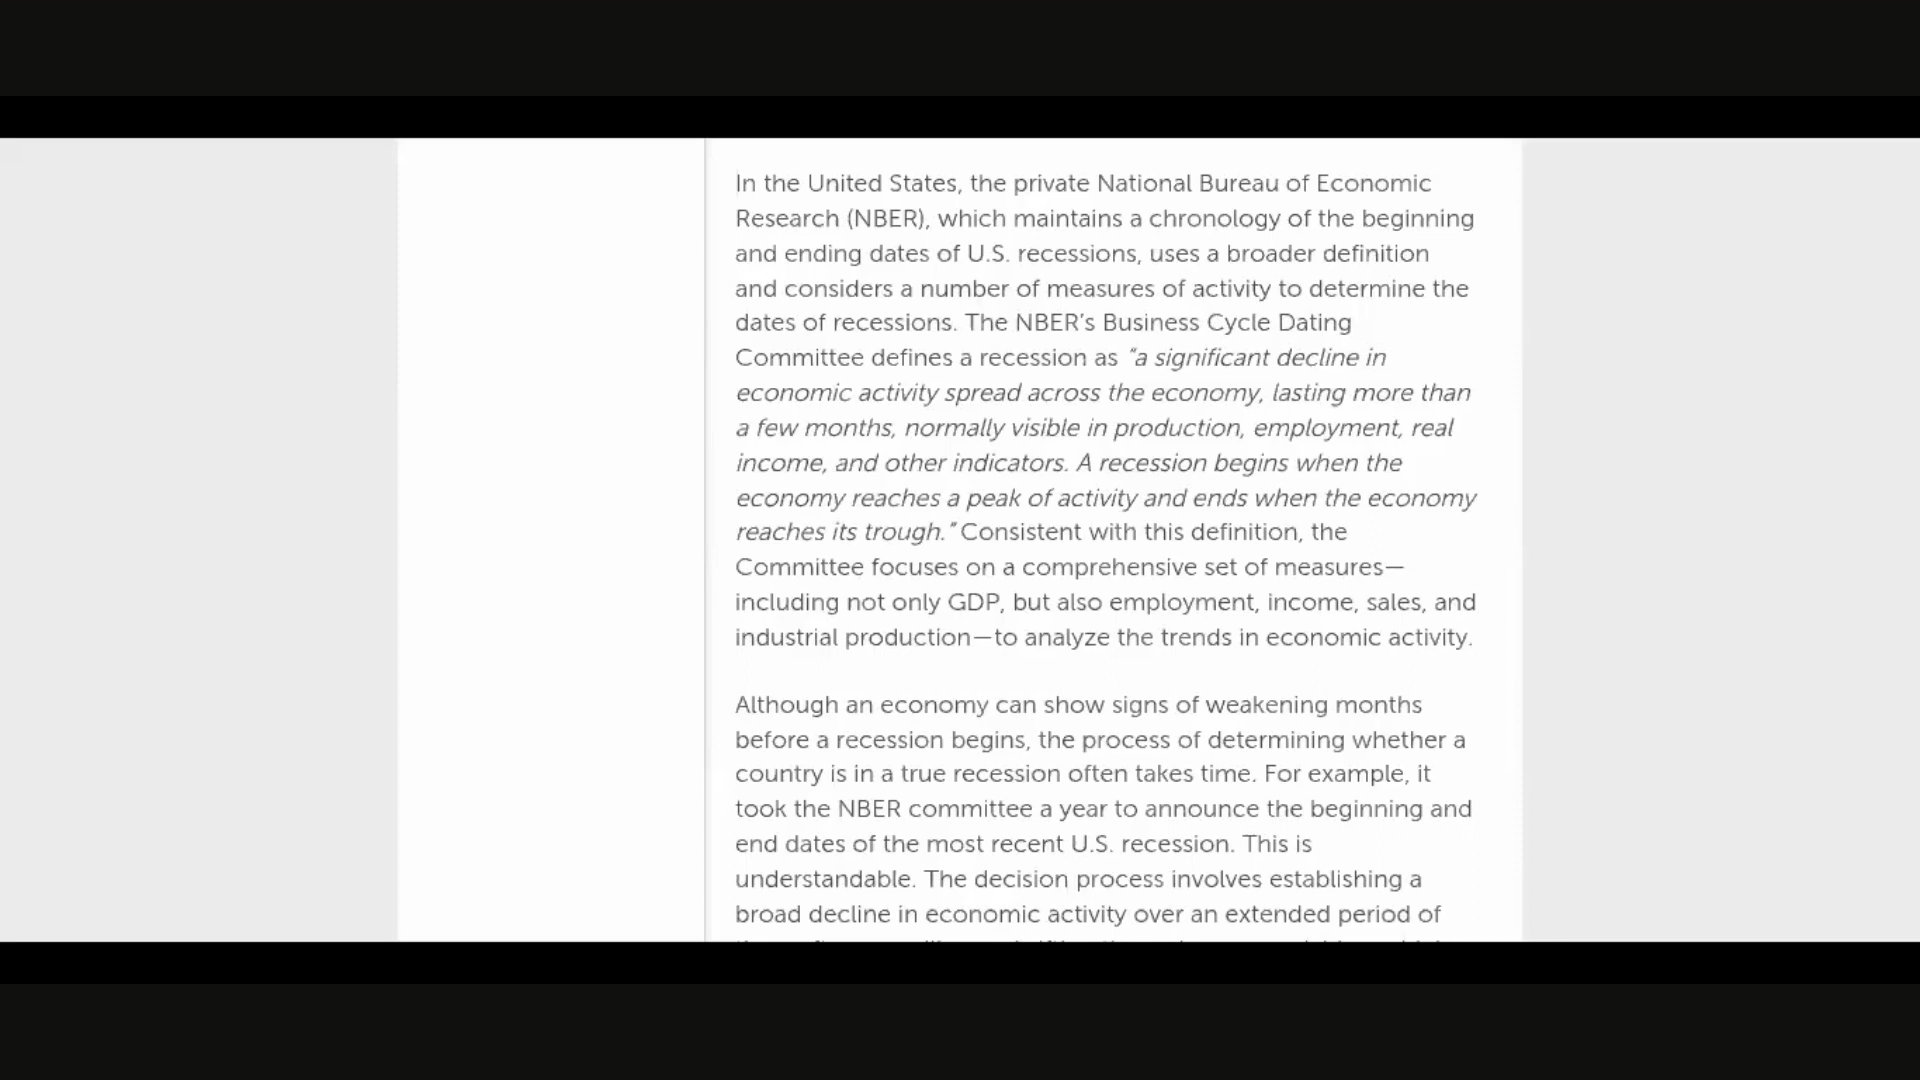 In the United States, the private National Bureau of Economic
Research (NBER), which maintains a chronology of the beginning
and ending dates of U.S. recessions, uses a broader definition
and considers a number of measures of activity to determine the
dates of recessions. The NBER’s Business Cycle Dating
Committee defines a recession as “a significant decline in
economic activity spread across the economy, lasting more than
a few months, normally visible in production, employment, real
income, and other indicators. A recession begins when the
economy reaches a peak of activity and ends when the economy
reaches its trough.” Consistent with this definition, the
Committee focuses on a comprehensive set of measures—
including not only GDP, but also employment, income, sales, and
industrial production—to analyze the trends in economic activity.
Although an economy can show signs of weakening months
before a recession begins, the process of determining whether a
country is in a true recession often takes time. For example, it
took the NBER committee a year to announce the beginning and
end dates of the most recent U.S. recession. This is
understandable. The decision process involves establishing a
broad decline in economic activity over an extended period of